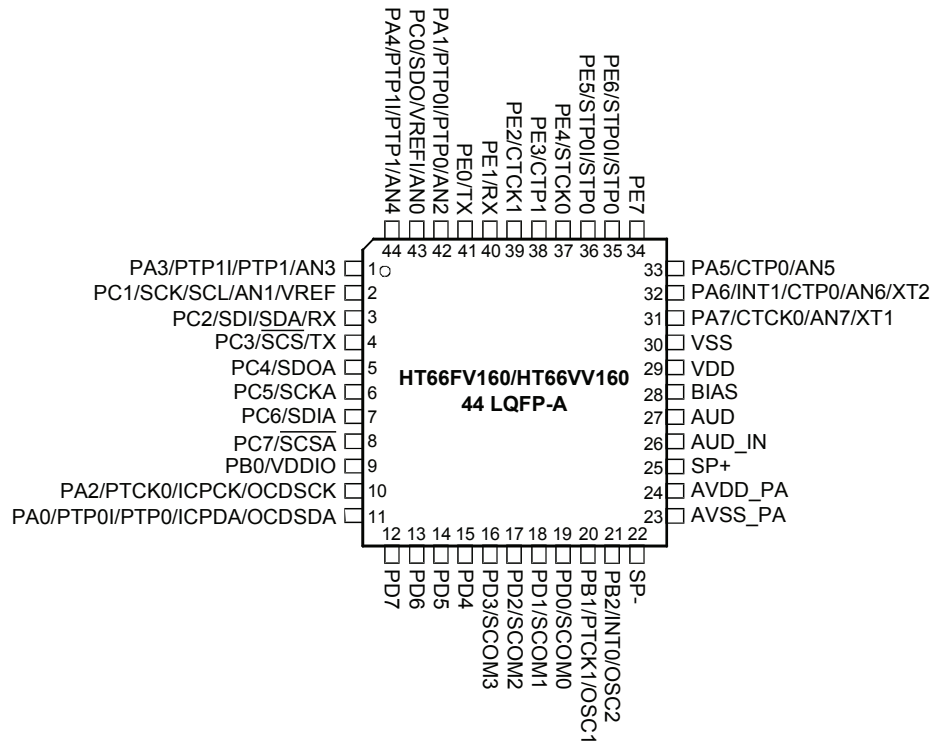 PA4/PTP1I/PTP1/AN4
PC0/SDO/VREFI/AN0
PA1/PTP0I/PTP0/AN2
PE0/TX
PE1/RX
PE2/CTCK1
PE3/CTP1
PE4/STCK0
PE5/STP0I/STP0
PE6/STP0I/STP0
PE7
44 43 42 41 40 39 38 37 36 35 34
PA3/PTP1I/PTP1/AN3 1
PC1/SCK/SCL/AN1/VREF 2
PC2/SDI/SDA/RX 3
PC3/SCS/TX 4
PC4/SDOA 5
PC5/SCKA 6
PC6/SDIA 7
PC7/SCSA 8
PB0/VDDIO 9
PA2/PTCK0/ICPCK/OCDSCK 10
PA0/PTP0I/PTP0/ICPDA/OCDSDA 11
HT66FV160/HT66VV160
44 LQFP-A
33 PA5/CTP0/AN5
32 PA6/INT1/CTP0/AN6/XT2
31 PA7/CTCK0/AN7/XT1
30 VSS
29 VDD
28 BIAS
27 AUD
26 AUD_IN
25 SP+
24 AVDD_PA
23 AVSS_PA
12 13 14 15 16 17 18 19 20 21 22
PD7
PD6
PD5
PD4
PD3/SCOM3
PD2/SCOM2
PD1/SCOM1
PD0/SCOM0
PB1/PTCK1/OSC1
PB2/INT0/OSC2
SP-